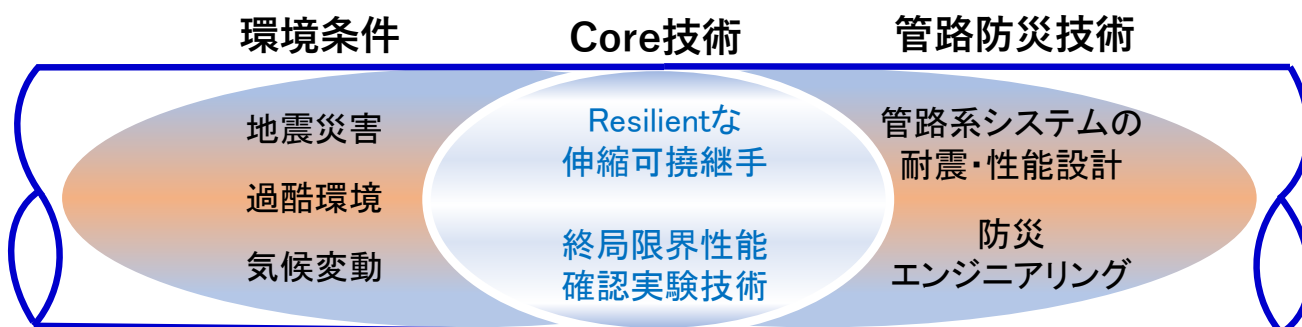 環境条件
Core技術
管路防災技術
地震災害
過酷環境
気候変動
Resilientな
伸縮可撓継手
終局限界性能
確認実験技術
管路系システムの
耐震・性能設計
防災
エンジニアリング